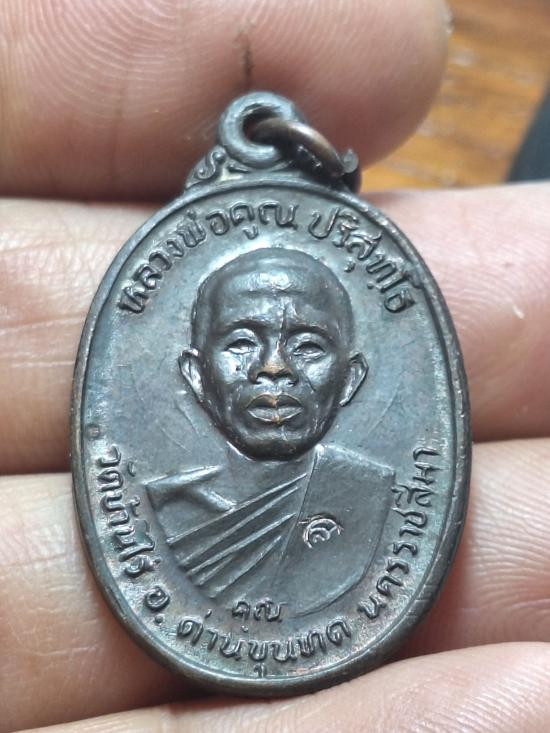 หลวงพ่อคูณ ปริสุทฺโธ
คูณ
วัดบ้านไร่ อ. ด่านขุนทด นครราชสีมา